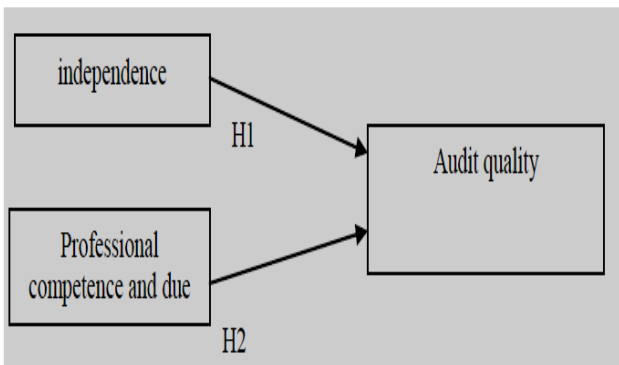 independence
H1
Audit quality
Professional
competence and due
H2